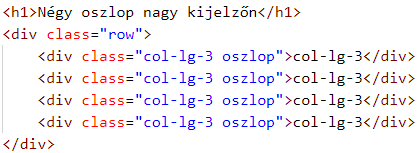 <h1>Négy oszlop nagy kijelzőn</h1>
<div class="row">
    <div class="col-lg-3 oszlop">col-lg-3</div>
    <div class="col-lg-3 oszlop">col-lg-3</div>
    <div class="col-lg-3 oszlop">col-lg-3</div>
    <div class="col-lg-3 oszlop">col-lg-3</div>
</div>